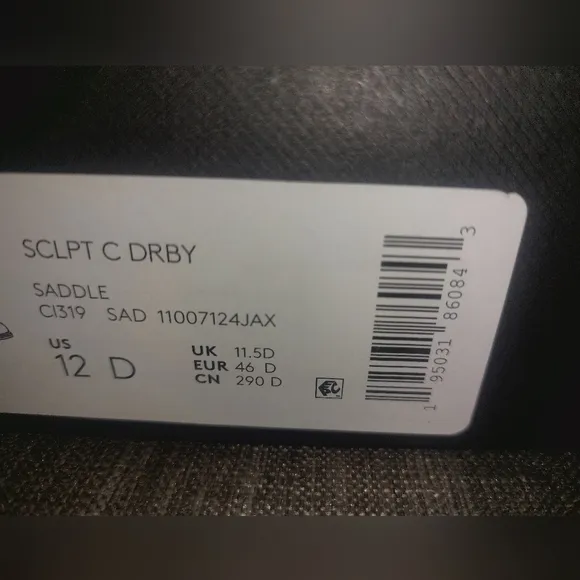 SCLPT C DRBY
SADDLE
CI319 SAD 11007124JAX
US
12 D
UK 11.5D
EUR 46 D
CN 290 D
1 95031 86084 3